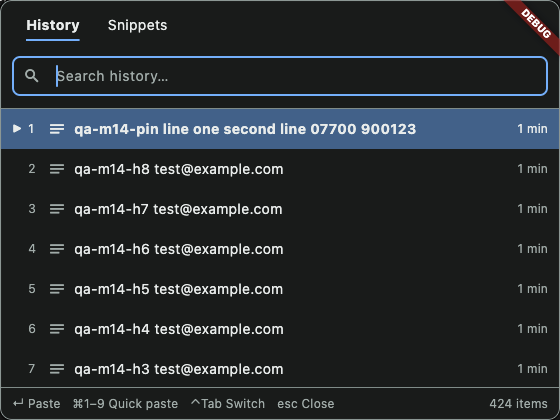 History Snippets
DEBUG
Search history...
1 qa-m14-pin line one second line 07700 900123 1 min
2 qa-m14-h8 test@example.com 1 min
3 qa-m14-h7 test@example.com 1 min
4 qa-m14-h6 test@example.com 1 min
5 qa-m14-h5 test@example.com 1 min
6 qa-m14-h4 test@example.com 1 min
7 qa-m14-h3 test@example.com 1 min
↵ Paste ⌘1–9 Quick paste ^Tab Switch esc Close 424 items